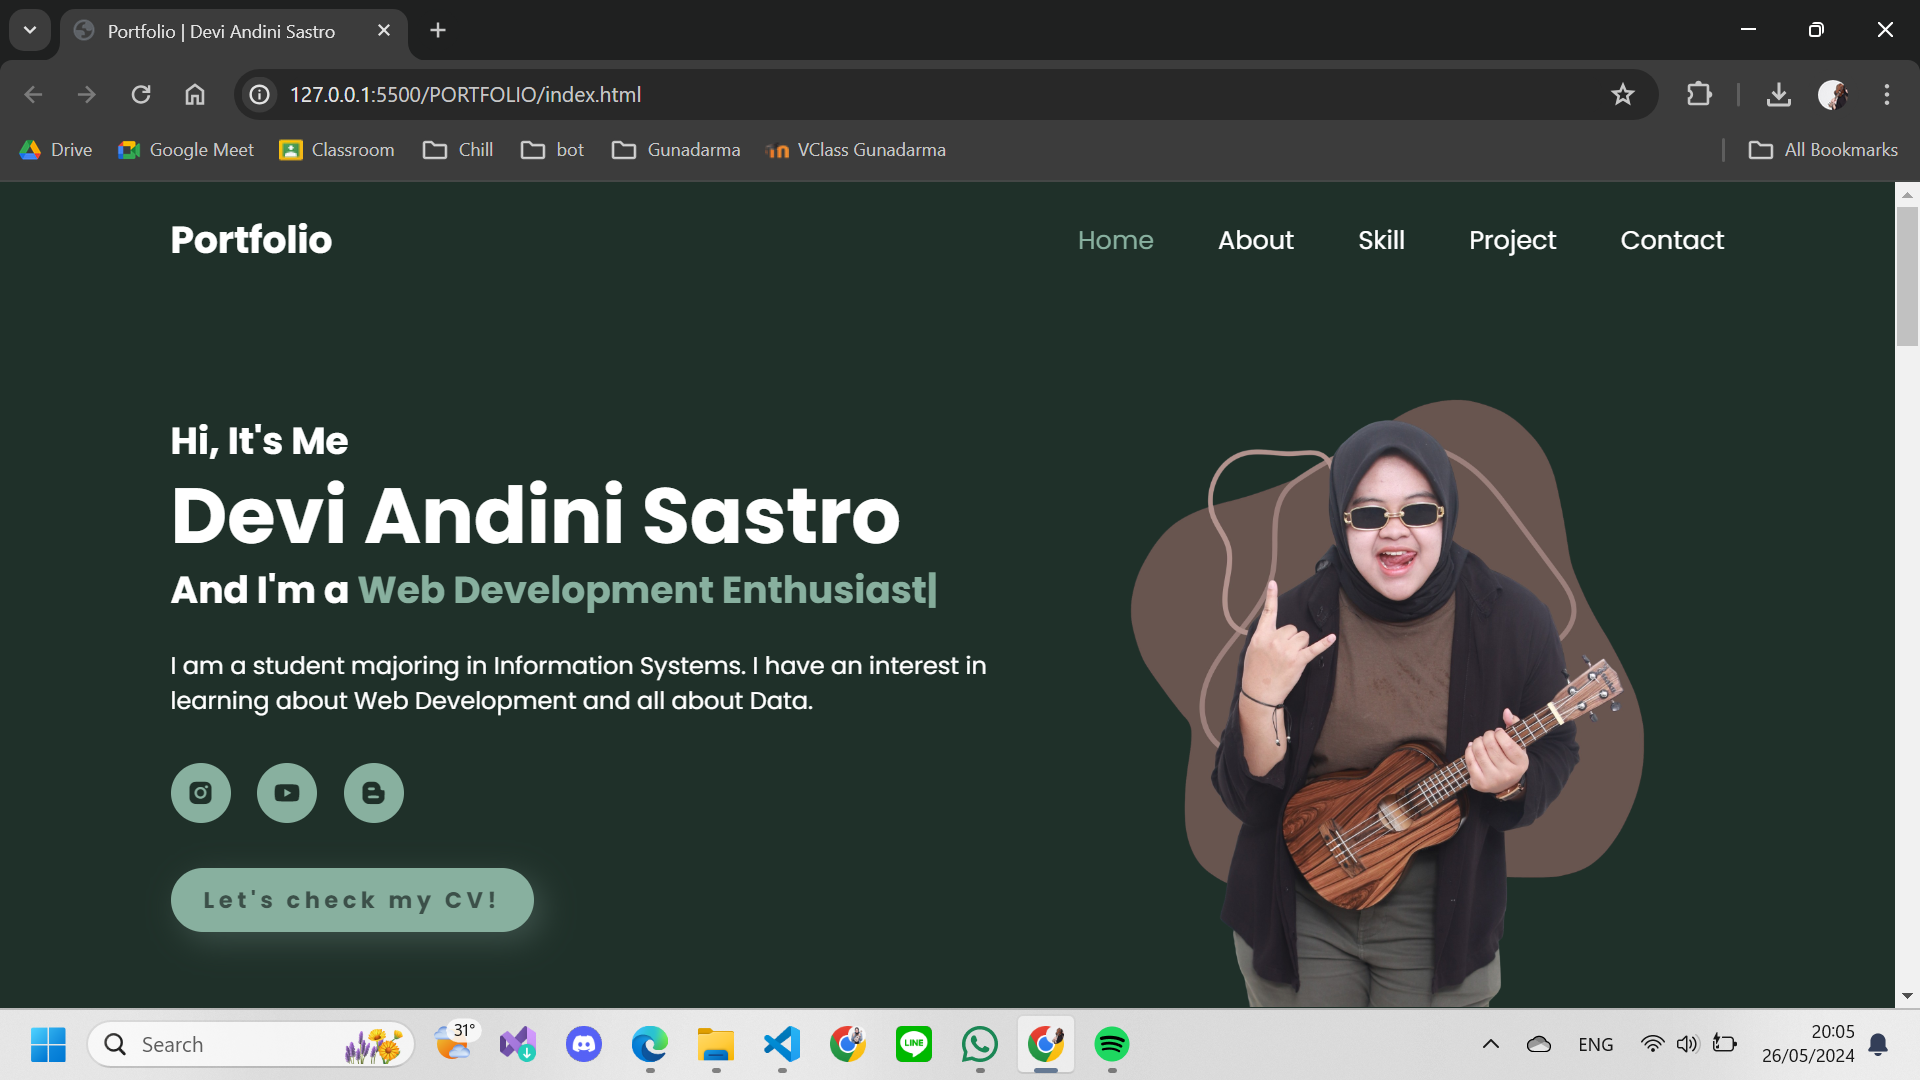 Portfolio | Devi Andini Sastro
127.0.0.1:5500/PORTFOLIO/index.html
Drive
Google Meet
Classroom
Chill
bot
Gunadarma
VClass Gunadarma
All Bookmarks
Portfolio
Home
About
Skill
Project
Contact
Hi, It's Me
Devi Andini Sastro
And I'm a Web Development Enthusiast|
I am a student majoring in Information Systems. I have an interest in
learning about Web Development and all about Data.
Let's check my CV!
Search
31°
LINE
ENG
20:05
26/05/2024